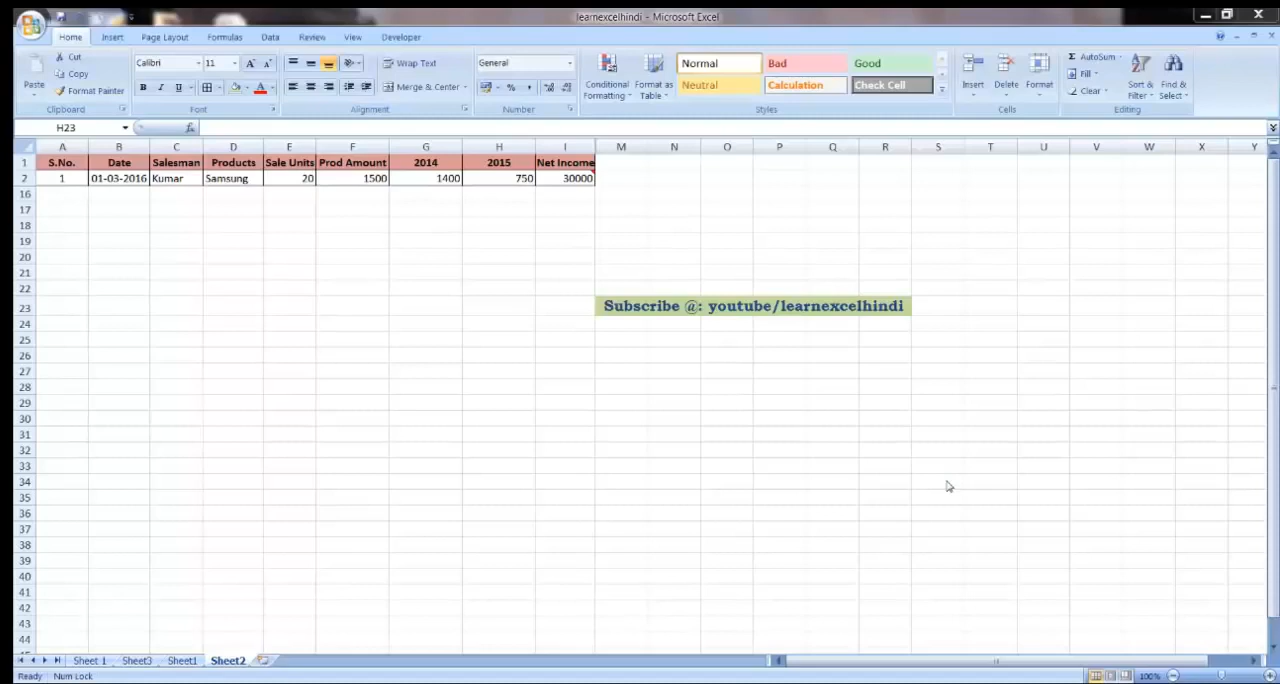 learnexcelhindi - Microsoft Excel
Home Insert Page Layout Formulas Data Review View Developer
Cut
Copy
Format Painter
Paste
Clipboard
Calibri 11
B I U
Font
Wrap Text
Merge & Center
Alignment
General
%
Number
Conditional Formatting
Format as Table
Normal Bad Good
Neutral Calculation Check Cell
Styles
Insert Delete Format
Cells
Σ AutoSum
Fill
Clear
Sort & Filter
Find & Select
Editing
H23 fx
A B C D E F G H I M N O P Q R S T U V W X Y
1 S.No. Date Salesman Products Sale Units Prod Amount 2014 2015 Net Income
2 1 01-03-2016 Kumar Samsung 20 1500 1400 750 30000
16
17
18
19
20
21
22
23 Subscribe @: youtube/learnexcelhindi
24
25
26
27
28
29
30
31
32
33
34
35
36
37
38
39
40
41
42
43
44
Sheet 1 Sheet3 Sheet1 Sheet2
Ready Num Lock 100%